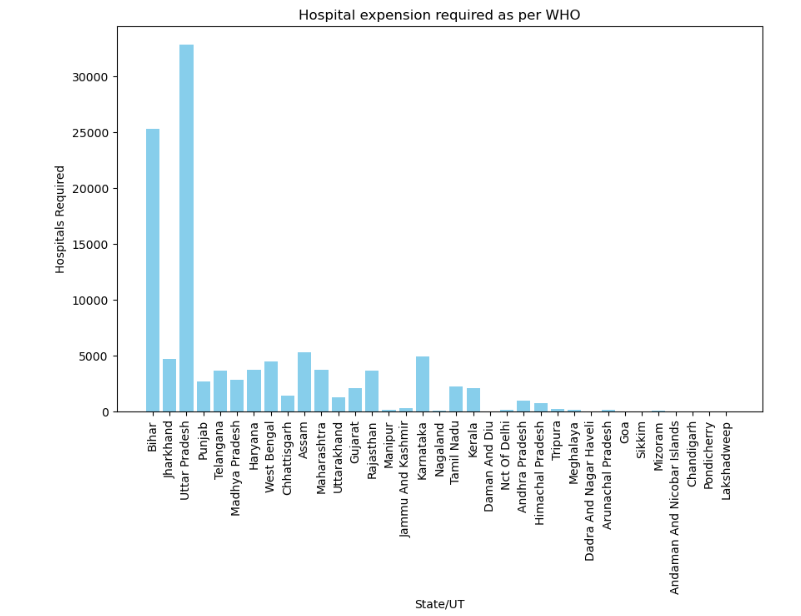 Hospital expension required as per WHO
Hospitals Required
30000
25000
20000
15000
10000
5000
0
Bihar
Jharkhand
Uttar Pradesh
Punjab
Telangana
Madhya Pradesh
Haryana
West Bengal
Chhattisgarh
Assam
Maharashtra
Uttarakhand
Gujarat
Rajasthan
Manipur
Jammu And Kashmir
Karnataka
Nagaland
Tamil Nadu
Kerala
Daman And Diu
Nct Of Delhi
Andhra Pradesh
Himachal Pradesh
Tripura
Meghalaya
Dadra And Nagar Haveli
Arunachal Pradesh
Goa
Sikkim
Mizoram
Andaman And Nicobar Islands
Chandigarh
Pondicherry
Lakshadweep
State/UT